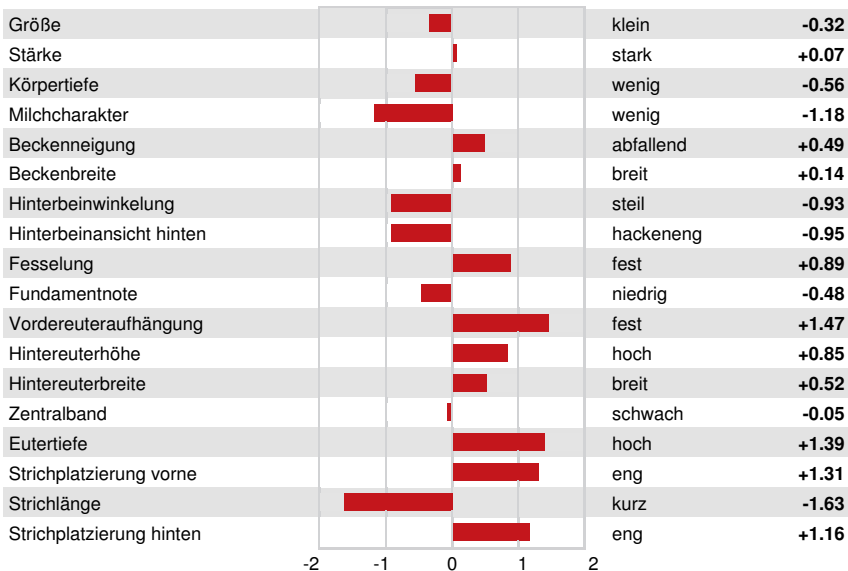 Größe klein -0.32
Stärke stark +0.07
Körpertiefe wenig -0.56
Milchcharakter wenig -1.18
Beckenneigung abfallend +0.49
Beckenbreite breit +0.14
Hinterbeinwinkelung steil -0.93
Hinterbeinansicht hinten hackeneng -0.95
Fesselung fest +0.89
Fundamentnote niedrig -0.48
Vordereuteraufhängung fest +1.47
Hintereuterhöhe hoch +0.85
Hintereuterbreite breit +0.52
Zentralband schwach -0.05
Eutertiefe hoch +1.39
Strichplatzierung vorne eng +1.31
Strichlänge kurz -1.63
Strichplatzierung hinten eng +1.16
-2 -1 0 1 2